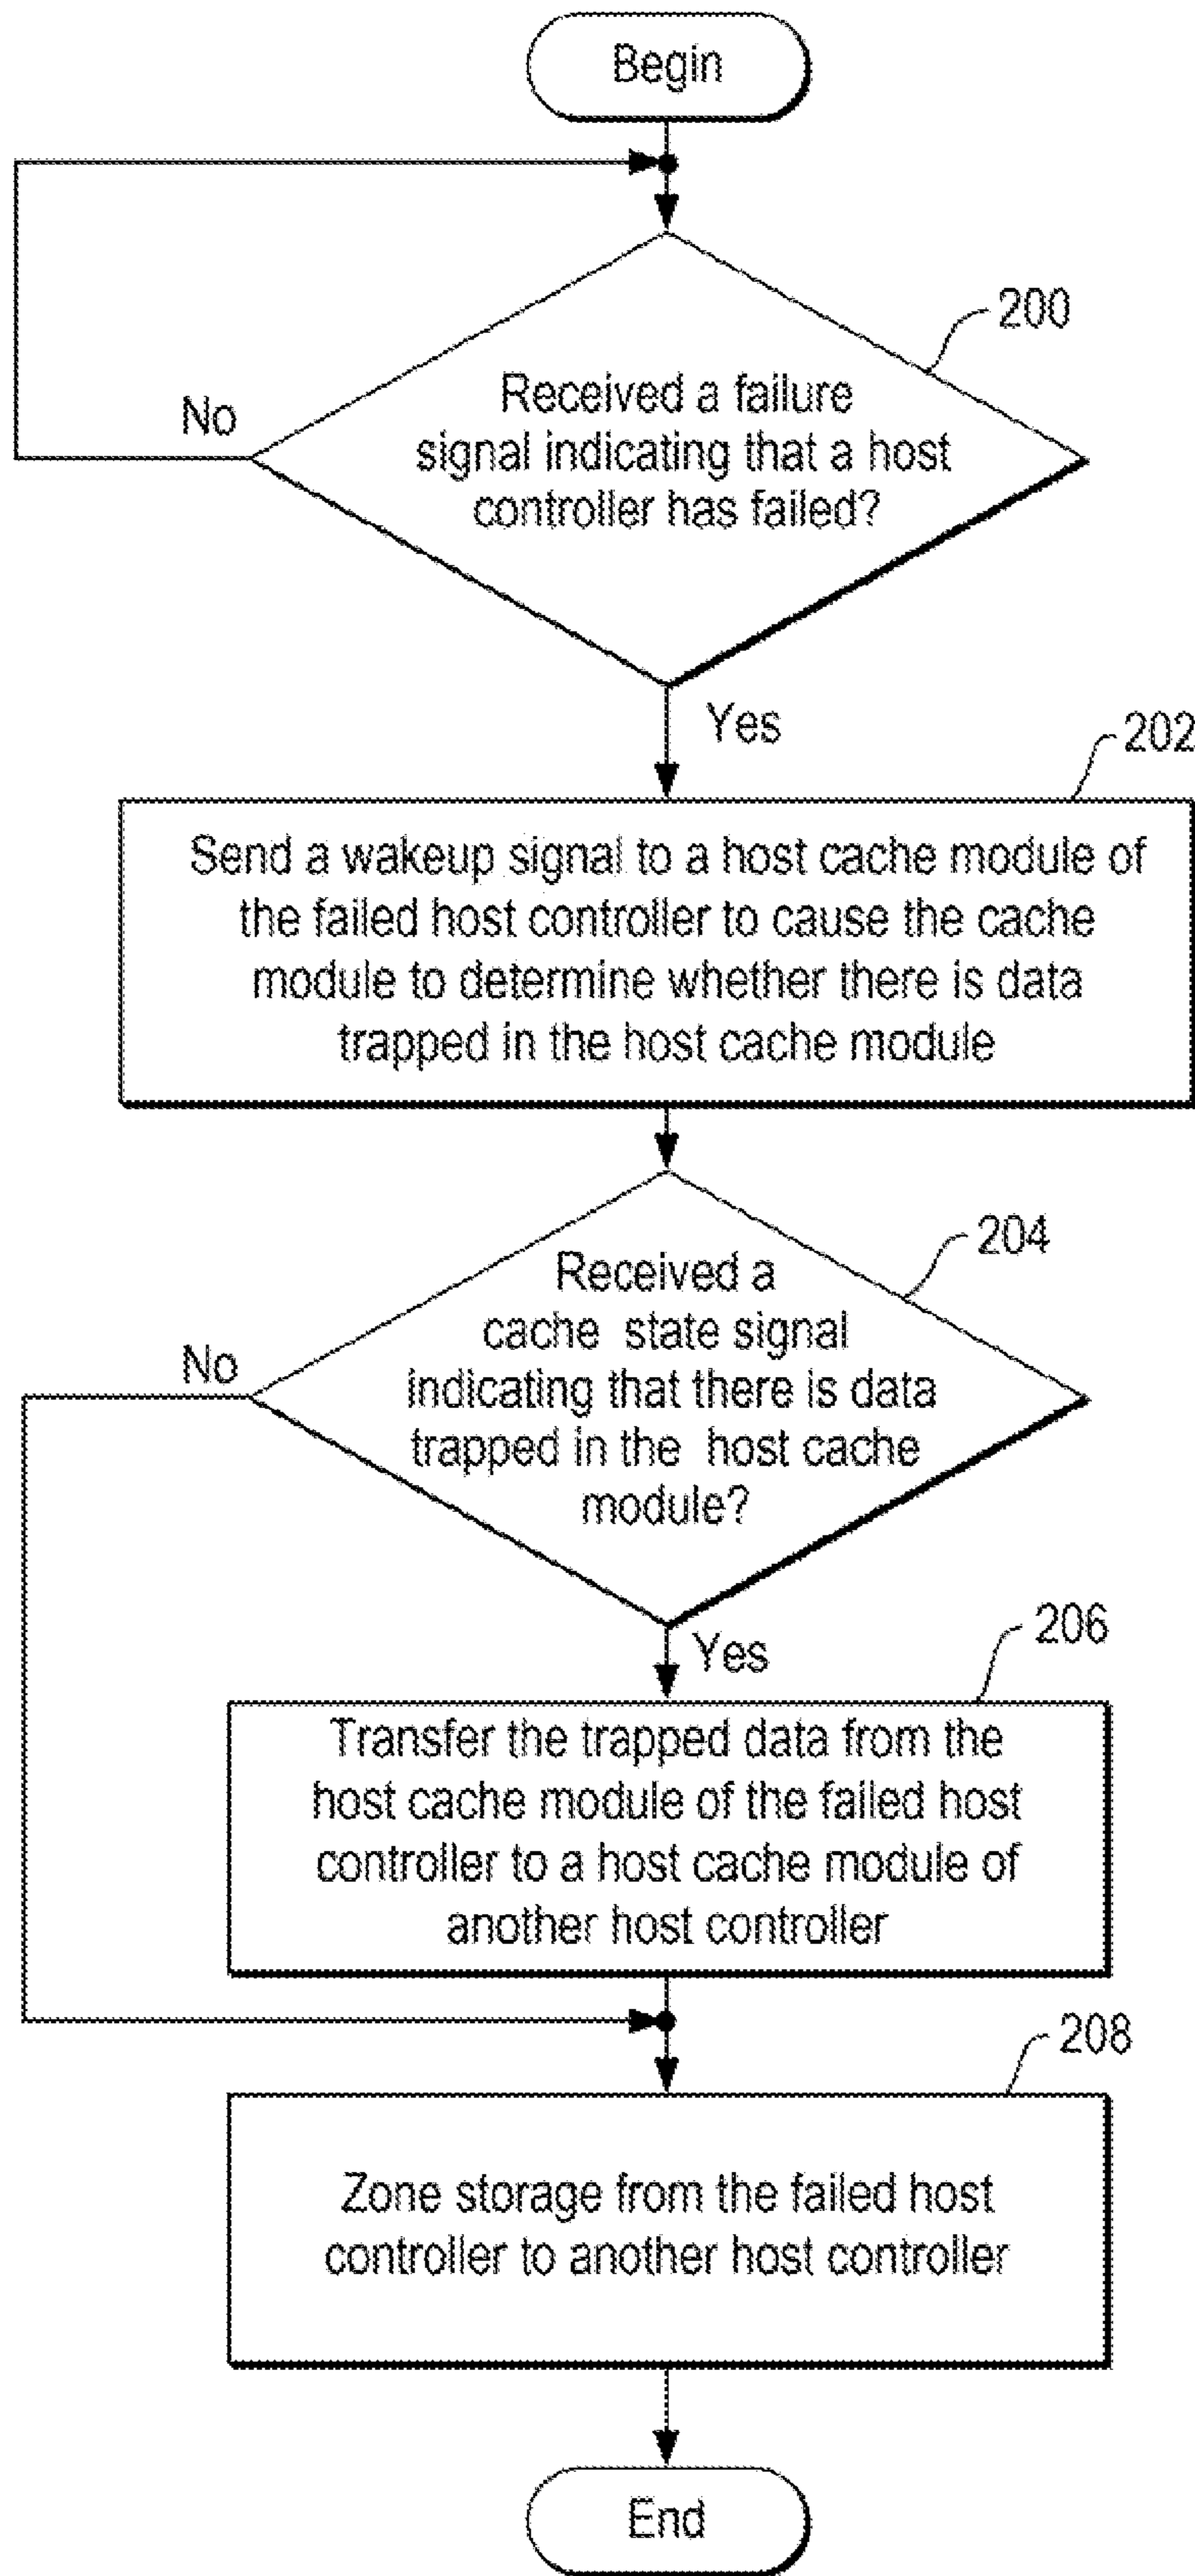 Begin
200
Received a failure
signal indicating that a host
controller has failed?
No
Yes
202
Send a wakeup signal to a host cache module of
the failed host controller to cause the cache
module to determine whether there is data
trapped in the host cache module
204
Received a
cache state signal
indicating that there is data
trapped in the host cache
module?
No
Yes
206
Transfer the trapped data from the
host cache module of the failed host
controller to a host cache module of
another host controller
208
Zone storage from the failed host
controller to another host controller
End